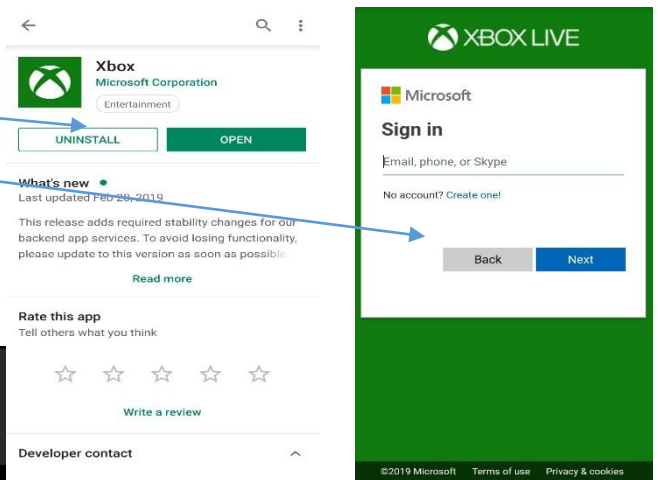 Xbox
Microsoft Corporation
Entertainment
UNINSTALL OPEN
What's new
Last updated Feb 28, 2019
This release adds required stability changes for our
backend app services. To avoid losing functionality,
please update to this version as soon as possible.
Read more
Rate this app
Tell others what you think
Write a review
Developer contact
XBOX LIVE
Microsoft
Sign in
Email, phone, or Skype
No account? Create one!
Back Next
©2019 Microsoft Terms of use Privacy & cookies